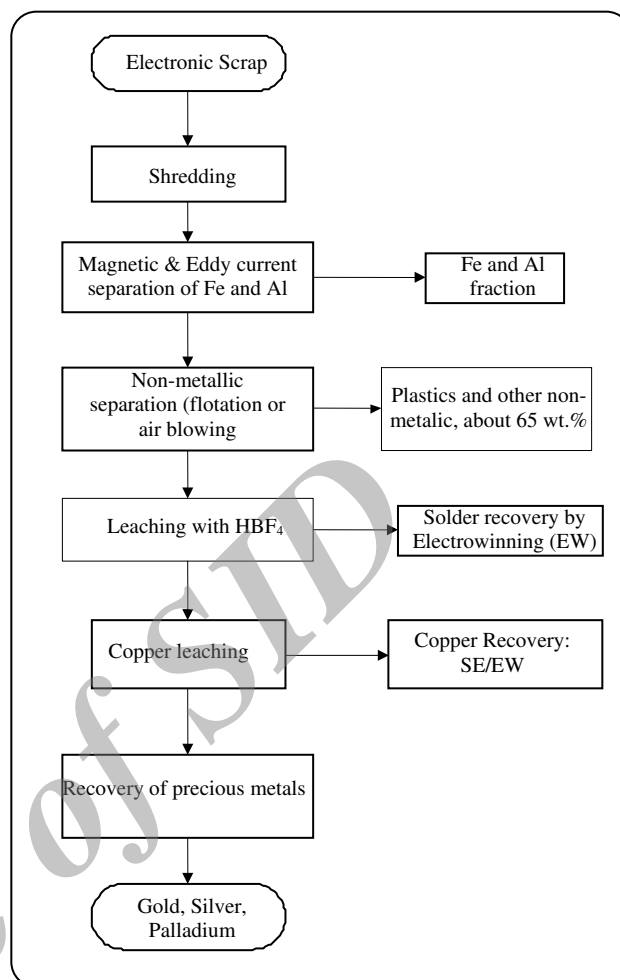 Electronic Scrap
Shredding
Magnetic & Eddy current
separation of Fe and Al
Fe and Al
fraction
Non-metallic
separation (flotation or
air blowing
Plastics and other non-
metalic, about 65 wt.%
Leaching with HBF₄
Solder recovery by
Electrowinning (EW)
Copper leaching
Copper Recovery:
SE/EW
Recovery of precious metals
Gold, Silver,
Palladium
of SID